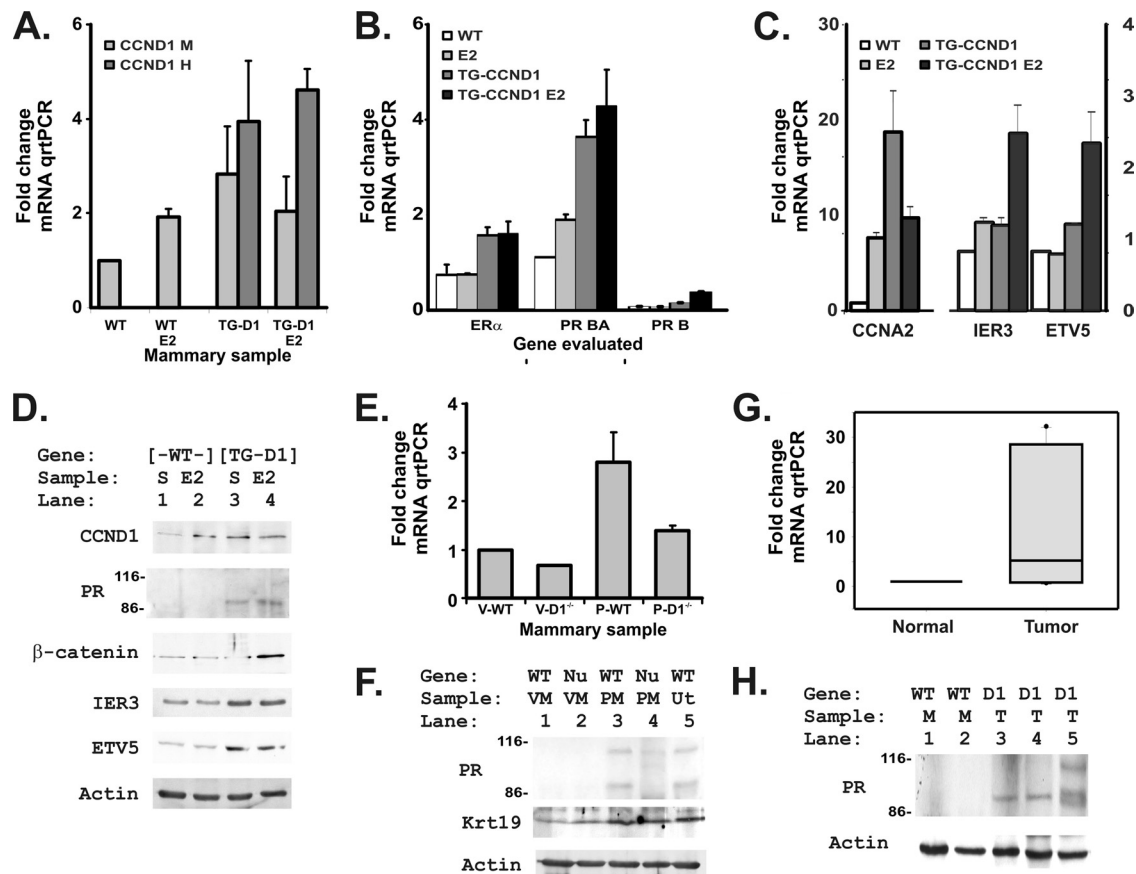 A.
6
4
2
0
Fold change
mRNA qrtPCR
CCND1 M
CCND1 H
WT
WT
E2
TG-D1
TG-D1
E2
Mammary sample
B.
6
4
2
0
Fold change
mRNA qrtPCR
WT
E2
TG-CCND1
TG-CCND1 E2
ERα
PR BA
PR B
Gene evaluated
C.
30
20
10
0
Fold change
mRNA qrtPCR
WT
E2
TG-CCND1
TG-CCND1 E2
4
3
2
1
0
CCNA2
IER3
ETV5
D.
Gene: [-WT-][TG-D1]
Sample: S E2 S E2
Lane: 1 2 3 4
CCND1
PR
116-
86-
β-catenin
IER3
ETV5
Actin
E.
4
3
2
1
0
Fold change
mRNA qrtPCR
V-WT
V-D1-/-
P-WT
P-D1-/-
Mammary sample
F.
Gene: WT Nu WT Nu WT
Sample: VM VM PM PM Ut
Lane: 1 2 3 4 5
116-
PR
86-
Krt19
Actin
G.
30
20
10
0
Fold change
mRNA qrtPCR
Normal
Tumor
H.
Gene: WT WT D1 D1 D1
Sample: M M T T T
Lane: 1 2 3 4 5
116-
PR
86-
Actin